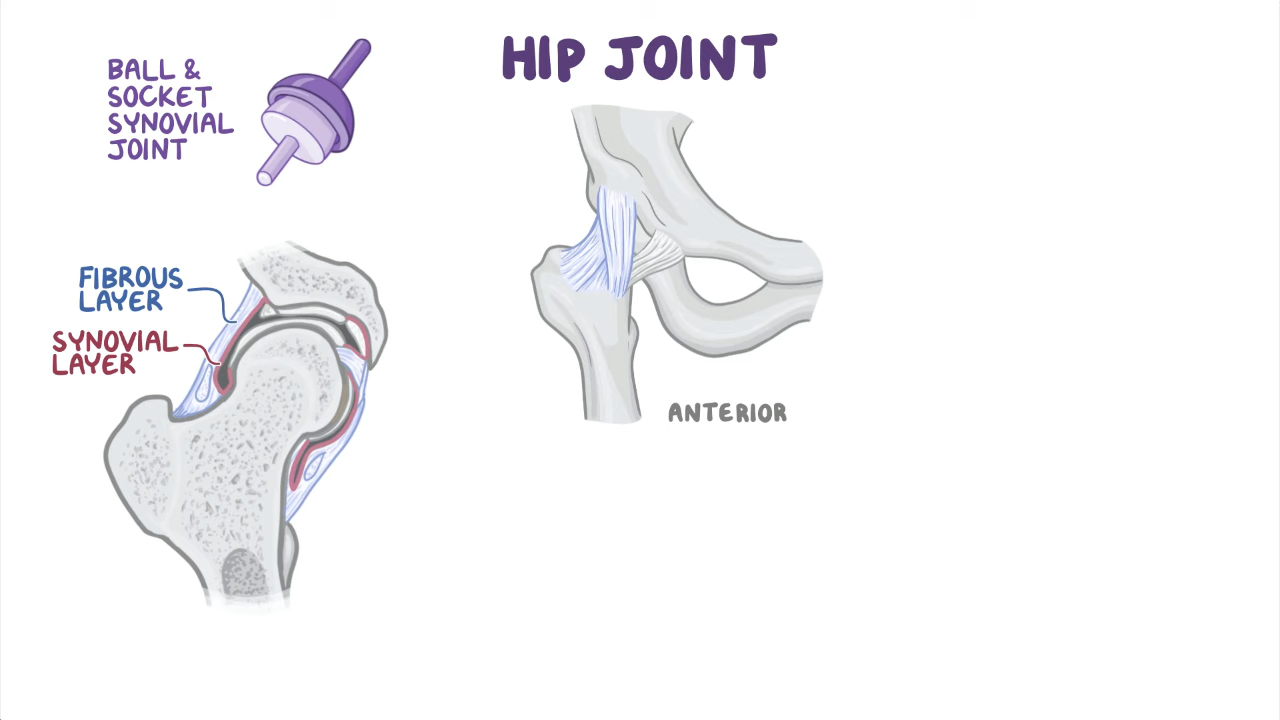 HIP JOINT
BALL &
SOCKET
SYNOVIAL
JOINT
FIBROUS
LAYER
SYNOVIAL
LAYER
ANTERIOR